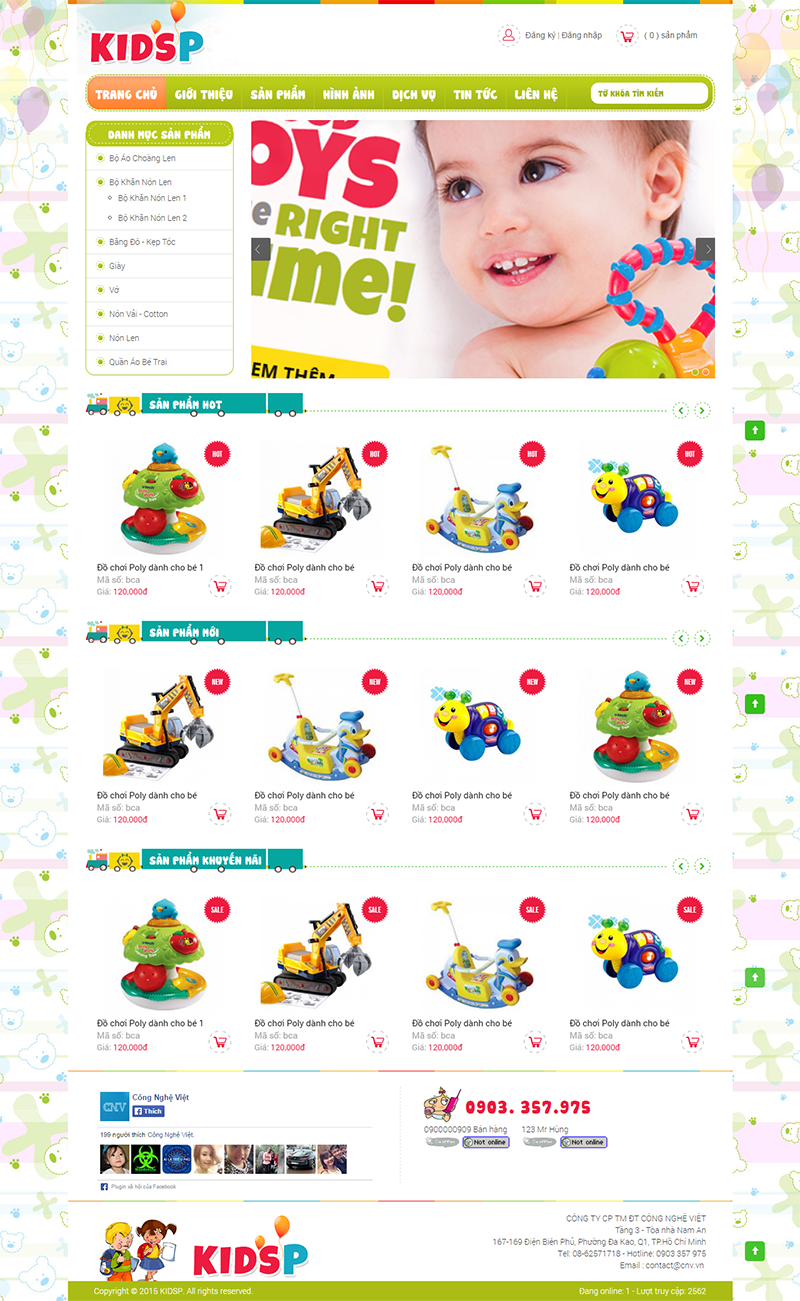 KIDSP
Đăng ký | Đăng nhập
( 0 ) sản phẩm
TRANG CHỦ GIỚI THIỆU SẢN PHẨM HÌNH ẢNH DỊCH VỤ TIN TỨC LIÊN HỆ
TỪ KHÓA TÌM KIẾM
DANH MỤC SẢN PHẨM
Bộ Áo Choàng Len
Bộ Khăn Nón Len
Bộ Khăn Nón Len 1
Bộ Khăn Nón Len 2
Băng Đô - Kẹp Tóc
Giày
Vớ
Nón Vải - Cotton
Nón Len
Quần Áo Bé Trai
OYS
e RIGHT
ime!
EM THÊM
SẢN PHẨM HOT
HOT HOT HOT HOT
Đồ chơi Poly dành cho bé 1 Đồ chơi Poly dành cho bé Đồ chơi Poly dành cho bé Đồ chơi Poly dành cho bé
Mã số: bca Mã số: bca Mã số: bca Mã số: bca
Giá: 120,000đ Giá: 120,000đ Giá: 120,000đ Giá: 120,000đ
SẢN PHẨM MỚI
NEW NEW NEW NEW
Đồ chơi Poly dành cho bé Đồ chơi Poly dành cho bé Đồ chơi Poly dành cho bé Đồ chơi Poly dành cho bé
Mã số: bca Mã số: bca Mã số: bca Mã số: bca
Giá: 120,000đ Giá: 120,000đ Giá: 120,000đ Giá: 120,000đ
SẢN PHẨM KHUYẾN MÃI
SALE SALE SALE SALE
Đồ chơi Poly dành cho bé 1 Đồ chơi Poly dành cho bé Đồ chơi Poly dành cho bé Đồ chơi Poly dành cho bé
Mã số: bca Mã số: bca Mã số: bca Mã số: bca
Giá: 120,000đ Giá: 120,000đ Giá: 120,000đ Giá: 120,000đ
CNV
Công Nghệ Việt
Thích
199 người thích Công Nghệ Việt.
Plugin xã hội của Facebook
0903. 357.975
0900000909 Bán hàng 123 Mr Hùng
Not online Not online
KIDSP
CÔNG TY CP TM ĐT CÔNG NGHỆ VIỆT
Tầng 3 - Tòa nhà Nam An
167-169 Điện Biên Phủ, Phường Đa Kao, Q1, TP.Hồ Chí Minh
Tel: 08-62571718 - Hotline: 0903 357 975
Email : contact@cnv.vn
Copyright © 2015 KIDSP. All rights reserved.
Đang online: 1 - Lượt truy cập: 2562